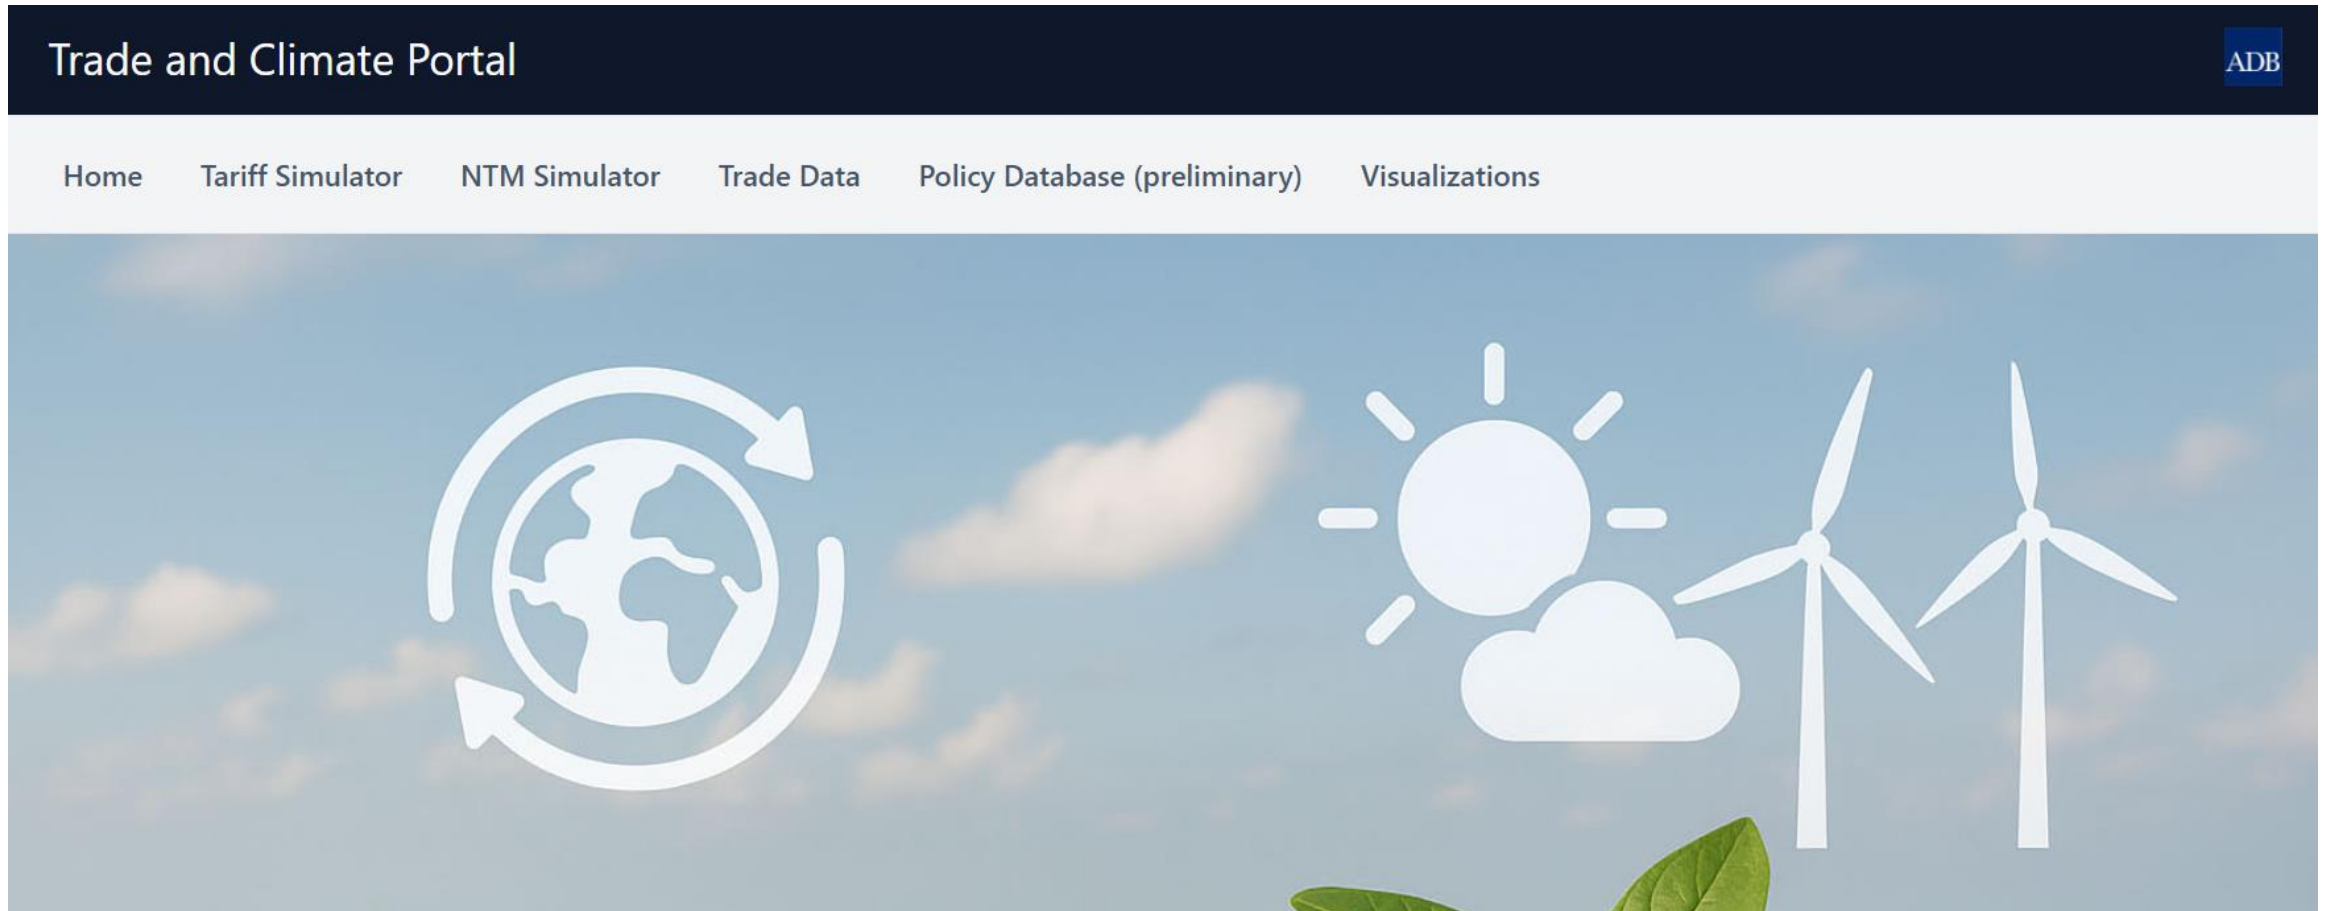 Trade and Climate Portal
ADB
Home Tariff Simulator NTM Simulator Trade Data Policy Database (preliminary) Visualizations